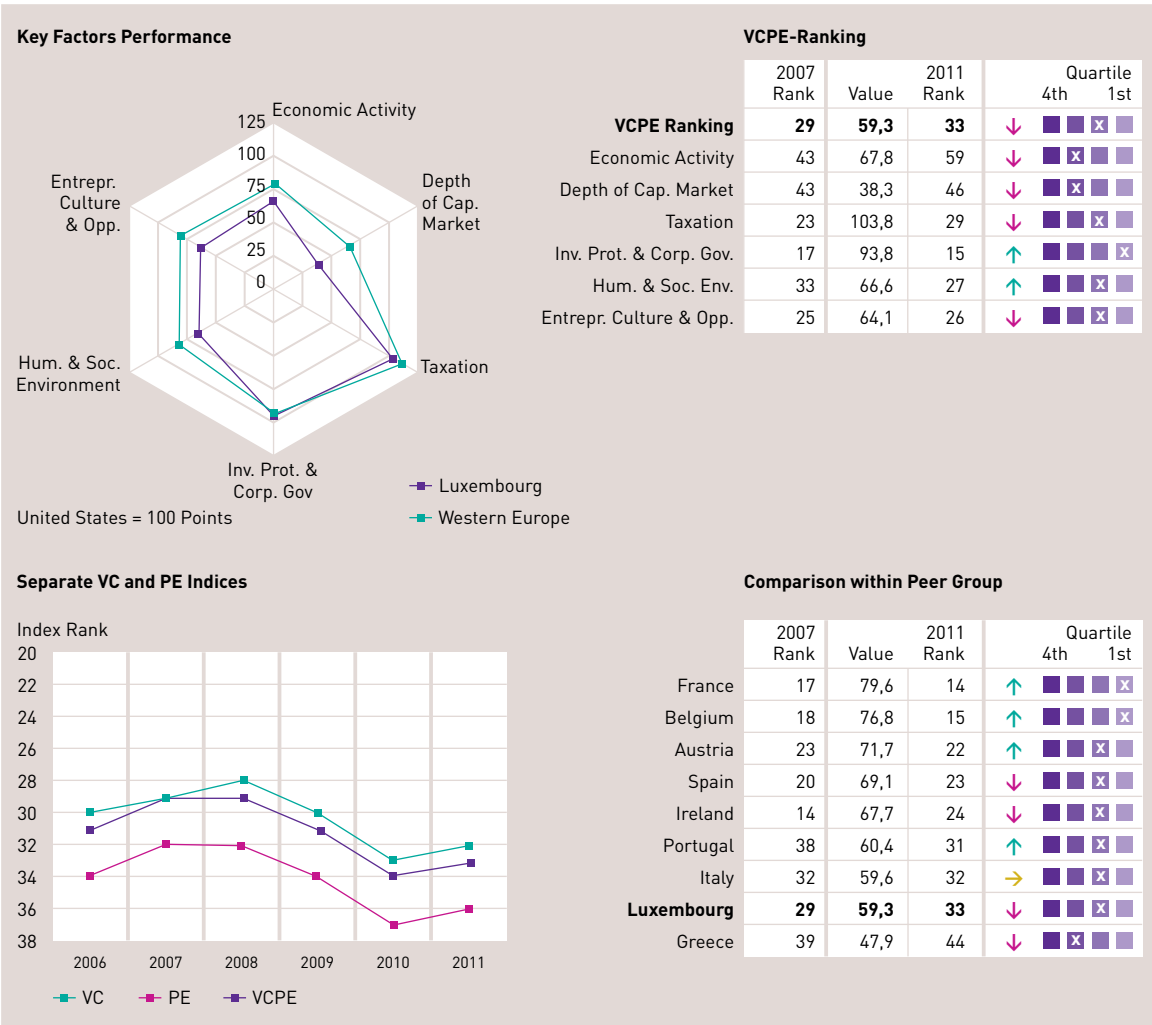 Key Factors Performance
Economic Activity
125
100
75
50
25
0
Depth
of Cap.
Market
Taxation
Inv. Prot. &
Corp. Gov
Hum. & Soc.
Environment
Entrepr.
Culture
& Opp.
Luxembourg
Western Europe
United States = 100 Points
VCPE-Ranking
2007 2011 Quartile
Rank Value Rank 4th 1st
VCPE Ranking 29 59,3 33 ↓ x
Economic Activity 43 67,8 59 ↓ x
Depth of Cap. Market 43 38,3 46 ↓ x
Taxation 23 103,8 29 ↓ x
Inv. Prot. & Corp. Gov. 17 93,8 15 ↑ x
Hum. & Soc. Env. 33 66,6 27 ↑ x
Entrepr. Culture & Opp. 25 64,1 26 ↓ x
Separate VC and PE Indices
Index Rank
20
22
24
26
28
30
32
34
36
38
2006 2007 2008 2009 2010 2011
VC PE VCPE
Comparison within Peer Group
2007 2011 Quartile
Rank Value Rank 4th 1st
France 17 79,6 14 ↑ x
Belgium 18 76,8 15 ↑ x
Austria 23 71,7 22 ↑ x
Spain 20 69,1 23 ↓ x
Ireland 14 67,7 24 ↓ x
Portugal 38 60,4 31 ↑ x
Italy 32 59,6 32 → x
Luxembourg 29 59,3 33 ↓ x
Greece 39 47,9 44 ↓ x